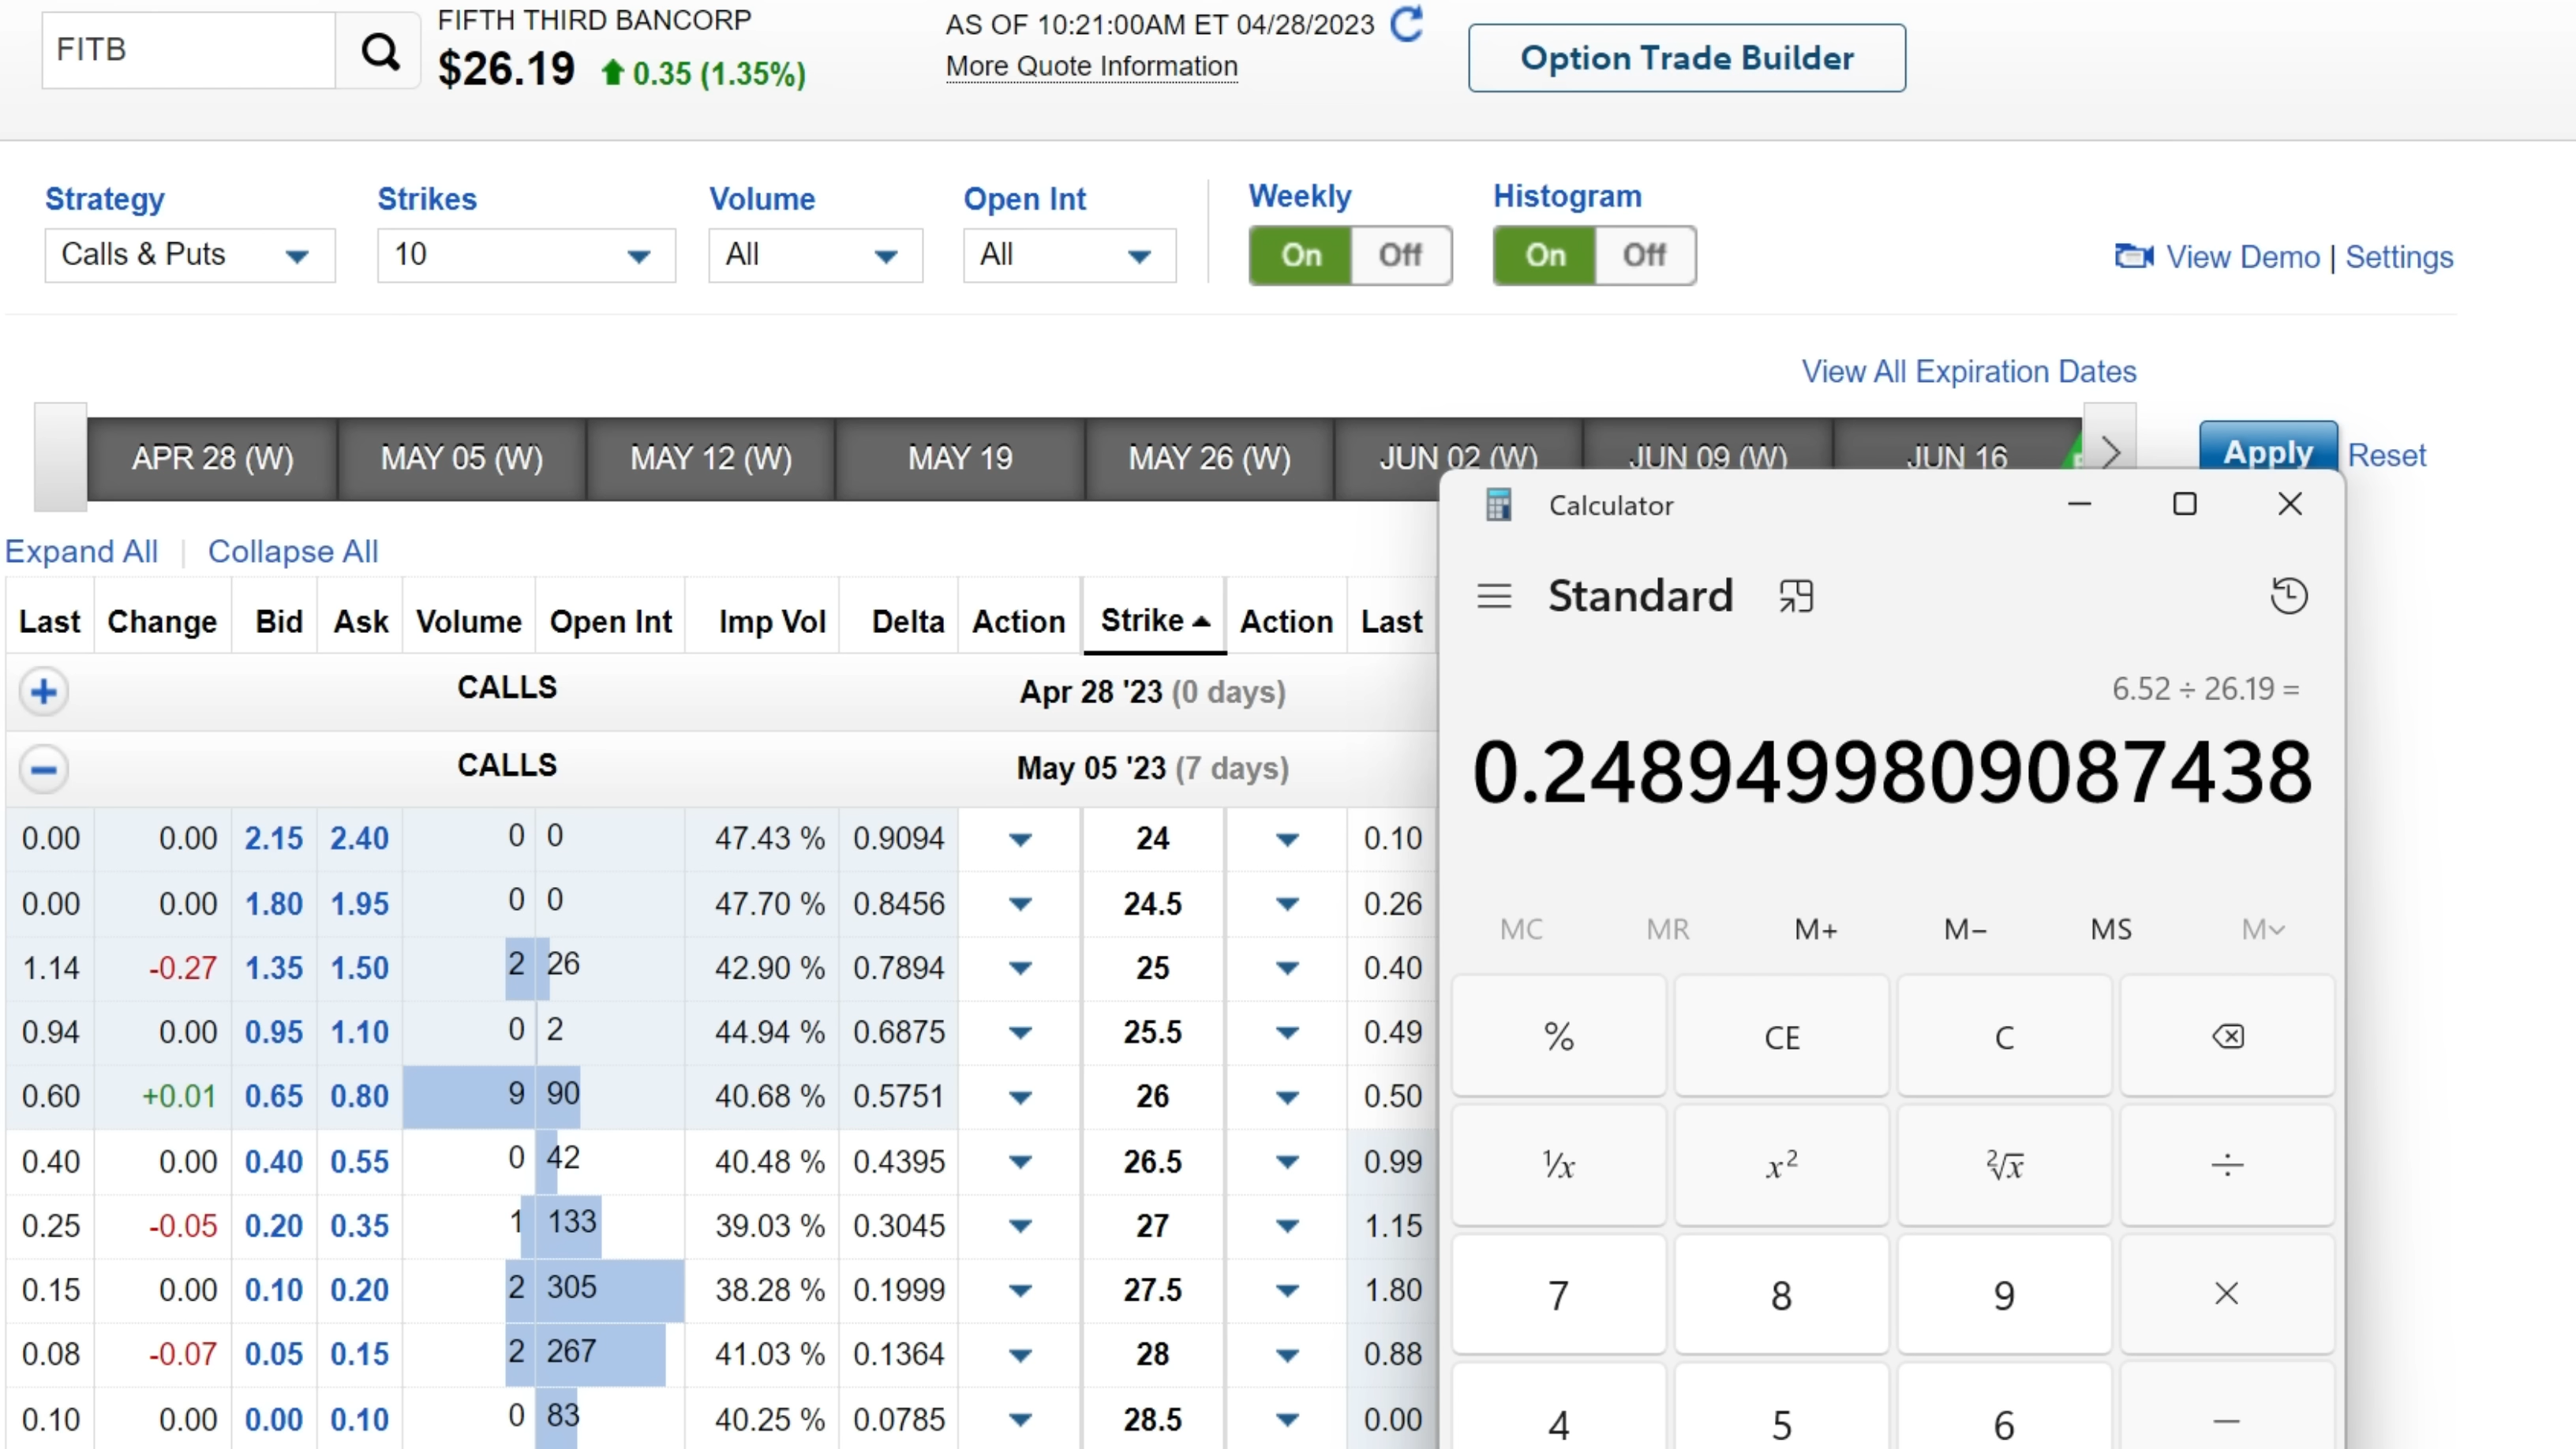 FITB
FIFTH THIRD BANCORP
$26.19 0.35 (1.35%)
AS OF 10:21:00AM ET 04/28/2023
More Quote Information
Option Trade Builder
Strategy Strikes Volume Open Int Weekly Histogram
Calls & Puts 10 All All On Off On Off
View Demo | Settings
View All Expiration Dates
APR 28 (W) MAY 05 (W) MAY 12 (W) MAY 19 MAY 26 (W) JUN 02 (W) JUN 09 (W) JUN 16
Apply Reset
Expand All | Collapse All
Last Change Bid Ask Volume Open Int Imp Vol Delta Action Strike Action Last
CALLS Apr 28 '23 (0 days)
CALLS May 05 '23 (7 days)
0.00 0.00 2.15 2.40 0 0 47.43 % 0.9094 24 0.10
0.00 0.00 1.80 1.95 0 0 47.70 % 0.8456 24.5 0.26
1.14 -0.27 1.35 1.50 2 26 42.90 % 0.7894 25 0.40
0.94 0.00 0.95 1.10 0 2 44.94 % 0.6875 25.5 0.49
0.60 +0.01 0.65 0.80 9 90 40.68 % 0.5751 26 0.50
0.40 0.00 0.40 0.55 0 42 40.48 % 0.4395 26.5 0.99
0.25 -0.05 0.20 0.35 1 133 39.03 % 0.3045 27 1.15
0.15 0.00 0.10 0.20 2 305 38.28 % 0.1999 27.5 1.80
0.08 -0.07 0.05 0.15 2 267 41.03 % 0.1364 28 0.88
0.10 0.00 0.00 0.10 0 83 40.25 % 0.0785 28.5 0.00
Calculator
Standard
6.52 ÷ 26.19 =
0.2489499809087438
MC MR M+ M− MS M
% CE C
¹/x x² ²√x ÷
7 8 9 ×
4 5 6 −